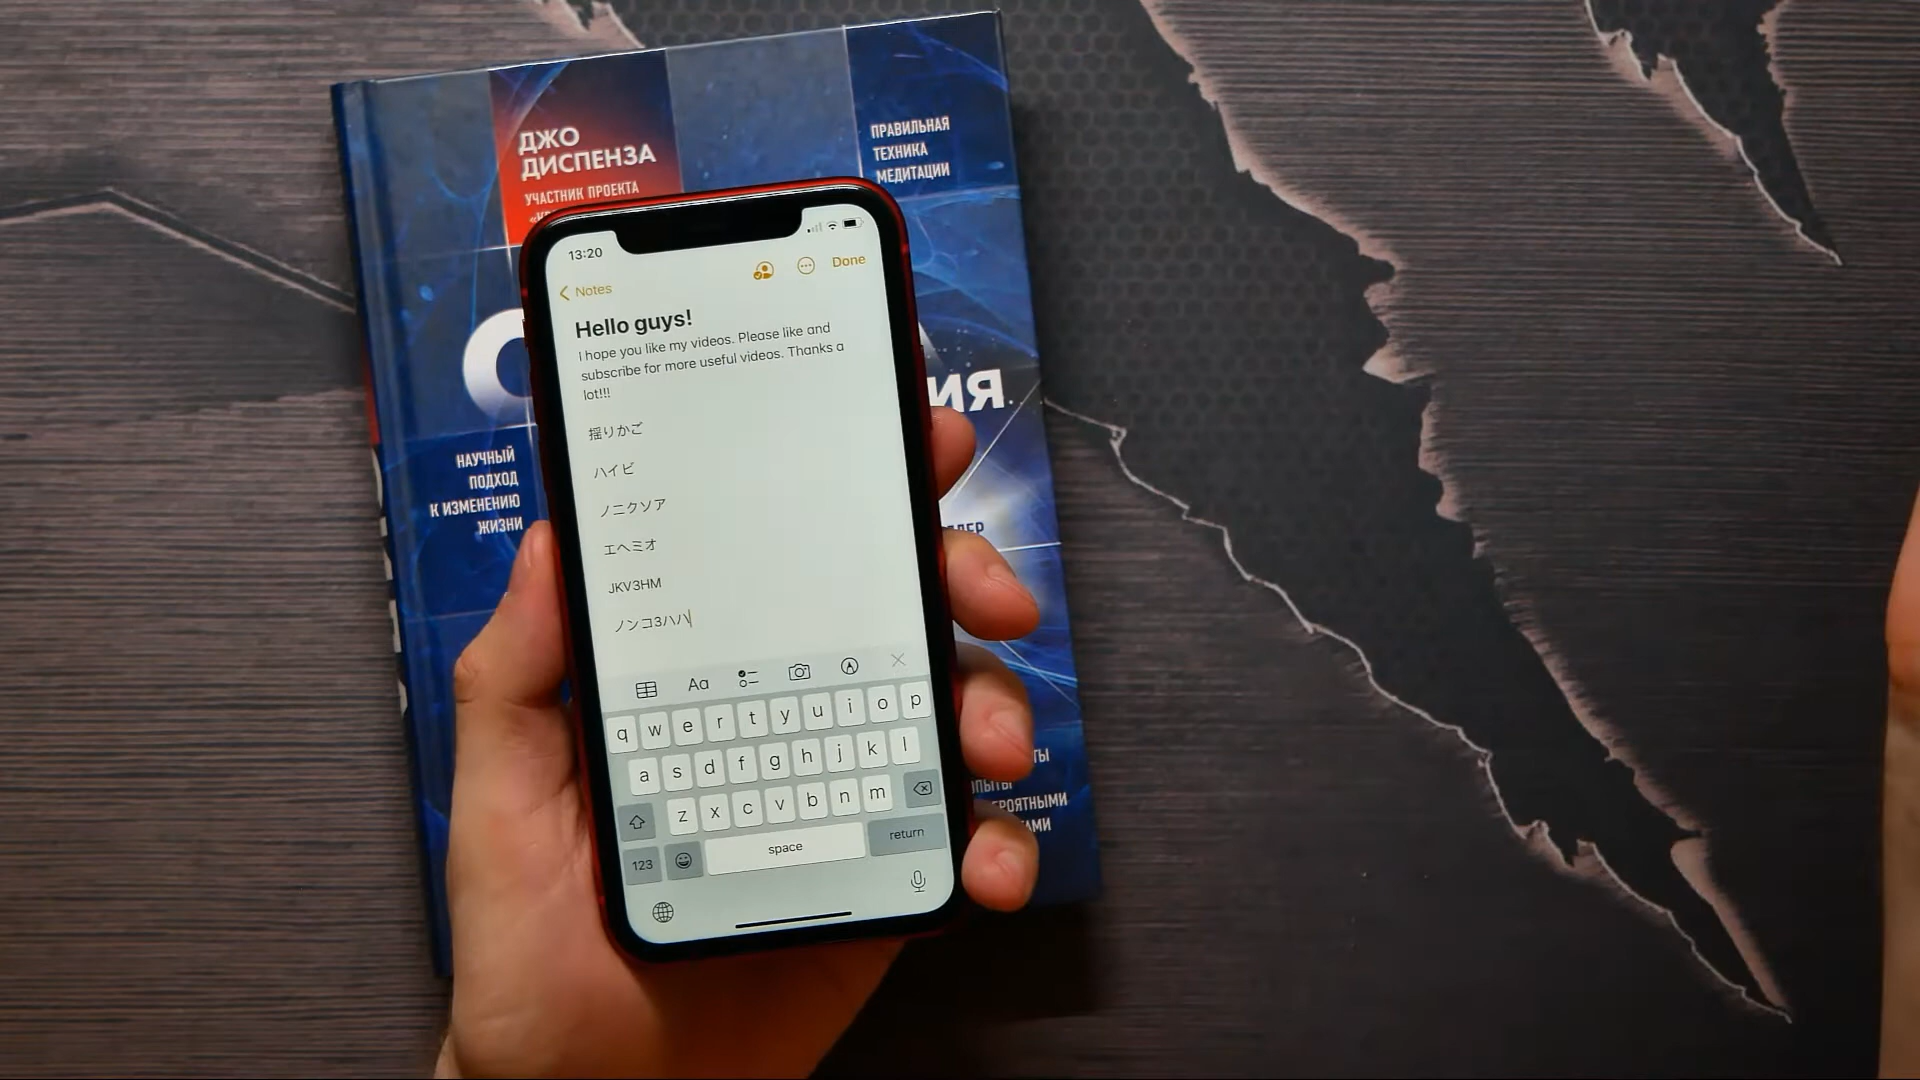 ДЖО
ДИСПЕНЗА
УЧАСТНИК ПРОЕКТА
ПРАВИЛЬНАЯ
ТЕХНИКА
МЕДИТАЦИИ
НАУЧНЫЙ
ПОДХОД
К ИЗМЕНЕНИЮ
ЖИЗНИ
13:20
Notes
Done
Hello guys!
I hope you like my videos. Please like and
subscribe for more useful videos. Thanks a
lot!!!
揺りかご
ハイビ
ノニクソア
エヘミオ
JKV3HM
ノンコ3ハハ
Aa
q w e r t y u i o p
a s d f g h j k l
z x c v b n m
123 space return